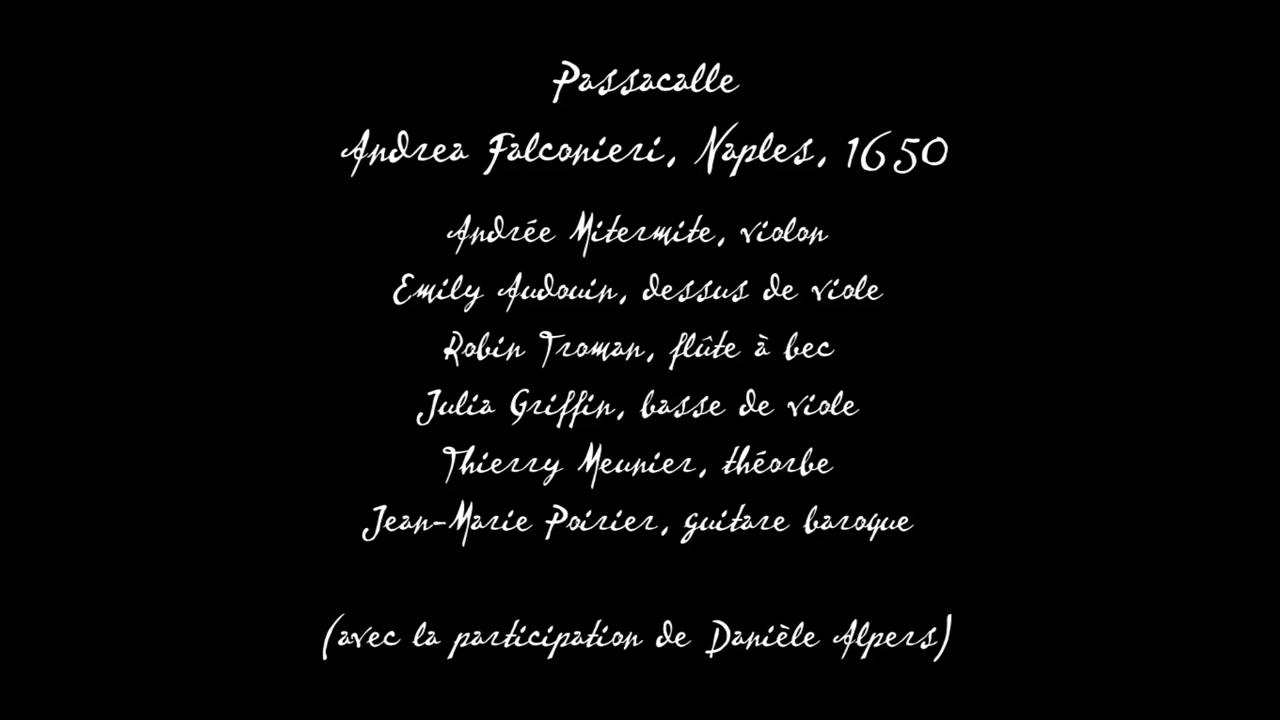 Passacalle
Andrea Falconieri, Naples, 1650
Andrée Mitermite, violon
Emily Audouin, dessus de viole
Robin Troman, flûte à bec
Julia Griffin, basse de viole
Thierry Meunier, théorbe
Jean-Marie Poirier, guitare baroque
(avec la participation de Danièle Alpers)